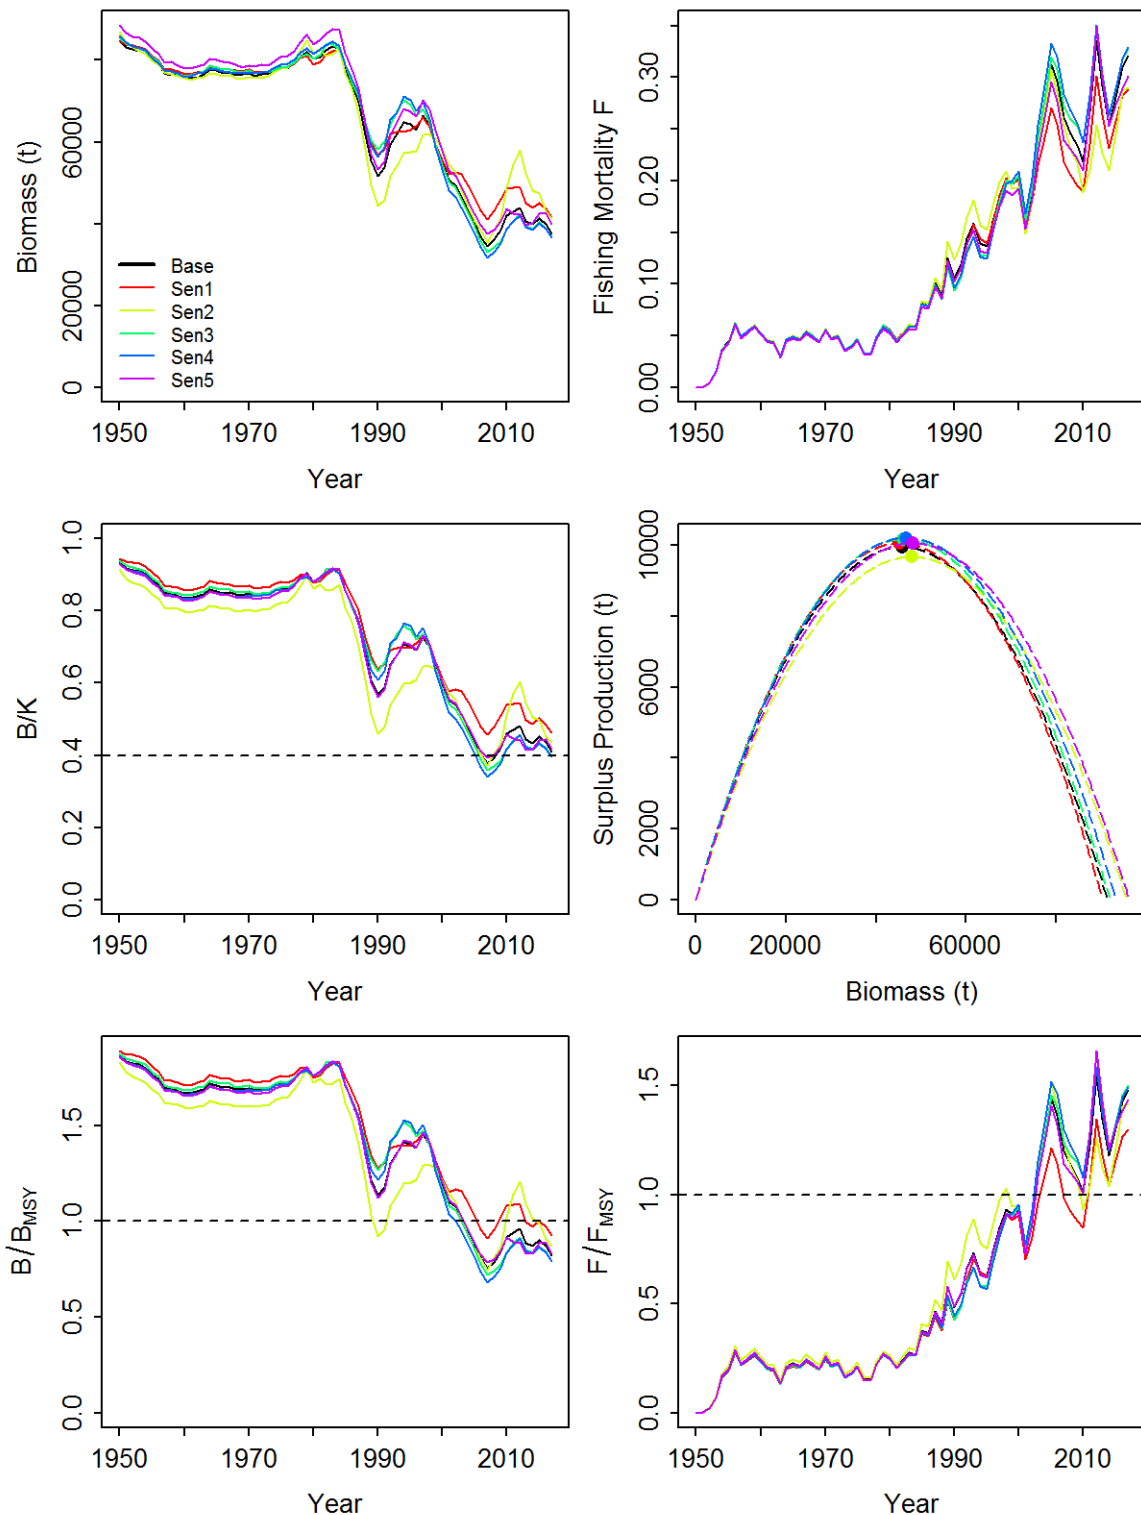 Biomass (t)
0
20000
60000
Base
Sen1
Sen2
Sen3
Sen4
Sen5
1950
1970
1990
2010
Year
Fishing Mortality F
0.00
0.10
0.20
0.30
1950
1970
1990
2010
Year
B/K
0.0
0.2
0.4
0.6
0.8
1.0
1950
1970
1990
2010
Year
Surplus Production (t)
0
2000
6000
10000
0
20000
60000
Biomass (t)
B/BMSY
0.0
0.5
1.0
1.5
1950
1970
1990
2010
Year
F/FMSY
0.0
0.5
1.0
1.5
1950
1970
1990
2010
Year